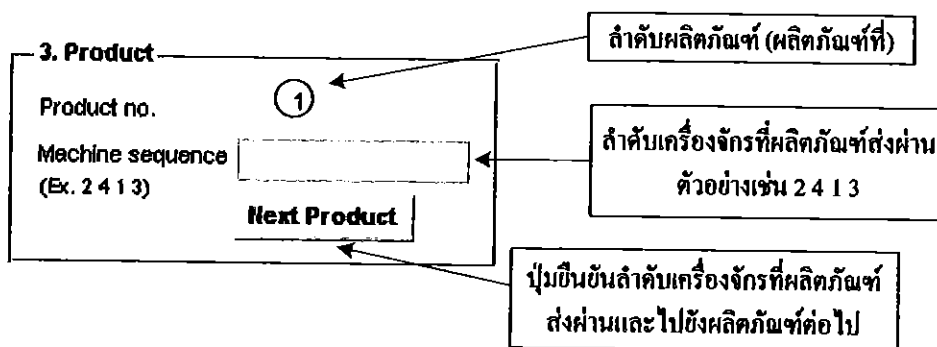 ลำดับผลิตภัณฑ์ (ผลิตภัณฑ์ที่)
3. Product
Product no.
1
Machine sequence
(Ex. 2 4 1 3)
ลำดับเครื่องจักรที่ผลิตภัณฑ์ส่งผ่าน
ตัวอย่างเช่น 2 4 1 3
Next Product
ปุ่มยืนยันลำดับเครื่องจักรที่ผลิตภัณฑ์
ส่งผ่านและไปยังผลิตภัณฑ์ต่อไป